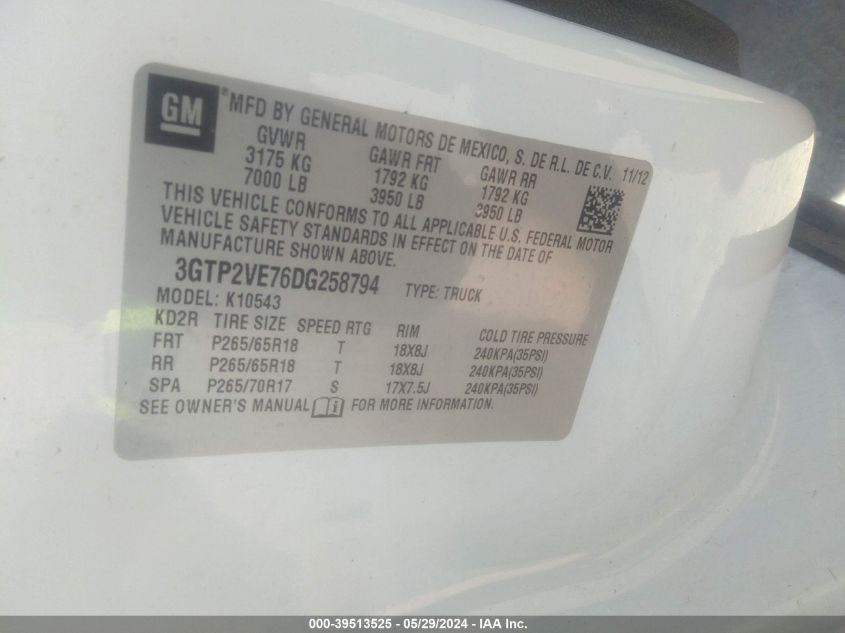 GM
® MFD BY GENERAL MOTORS DE MEXICO, S. DE R.L. DE C.V. 11/12
GVWR GAWR FRT GAWR RR
3175 KG 1792 KG 1792 KG
7000 LB 3950 LB 3950 LB
THIS VEHICLE CONFORMS TO ALL APPLICABLE U.S. FEDERAL MOTOR
VEHICLE SAFETY STANDARDS IN EFFECT ON THE DATE OF
MANUFACTURE SHOWN ABOVE.
3GTP2VE76DG258794 TYPE: TRUCK
MODEL: K10543
KD2R TIRE SIZE SPEED RTG RIM COLD TIRE PRESSURE
FRT P265/65R18 T 18X8J 240KPA(35PSI)
RR P265/65R18 T 18X8J 240KPA(35PSI)
SPA P265/70R17 S 17X7.5J 240KPA(35PSI)
SEE OWNER'S MANUAL i FOR MORE INFORMATION.
000-39513525 - 05/29/2024 - IAA Inc.